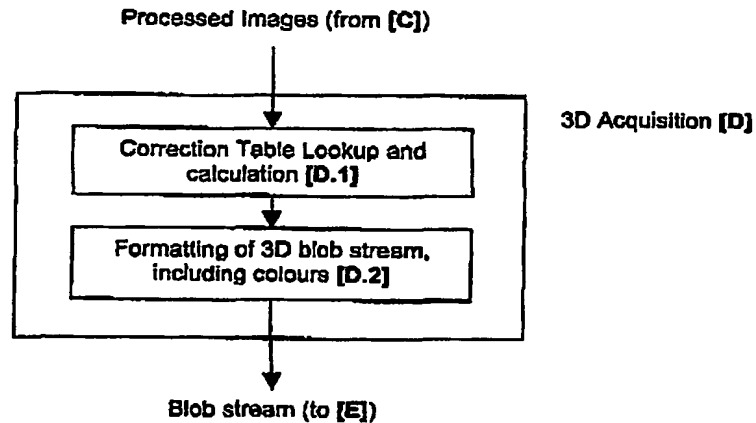 Processed Images (from [C])
3D Acquisition [D]
Correction Table Lookup and
calculation [D.1]
Formatting of 3D blob stream,
including colours [D.2]
Blob stream (to [E])